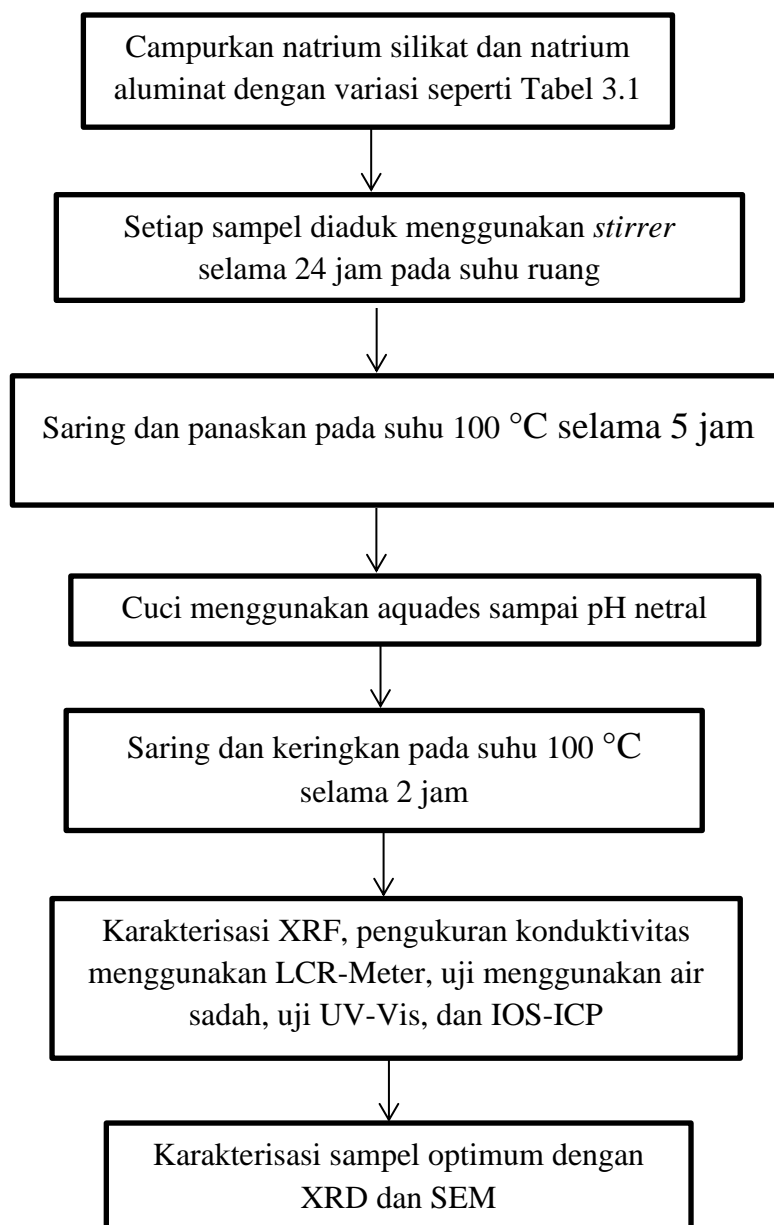 Campurkan natrium silikat dan natrium
aluminat dengan variasi seperti Tabel 3.1
Setiap sampel diaduk menggunakan stirrer
selama 24 jam pada suhu ruang
Saring dan panaskan pada suhu 100 °C selama 5 jam
Cuci menggunakan aquades sampai pH netral
Saring dan keringkan pada suhu 100 °C
selama 2 jam
Karakterisasi XRF, pengukuran konduktivitas
menggunakan LCR-Meter, uji menggunakan air
sadah, uji UV-Vis, dan IOS-ICP
Karakterisasi sampel optimum dengan
XRD dan SEM